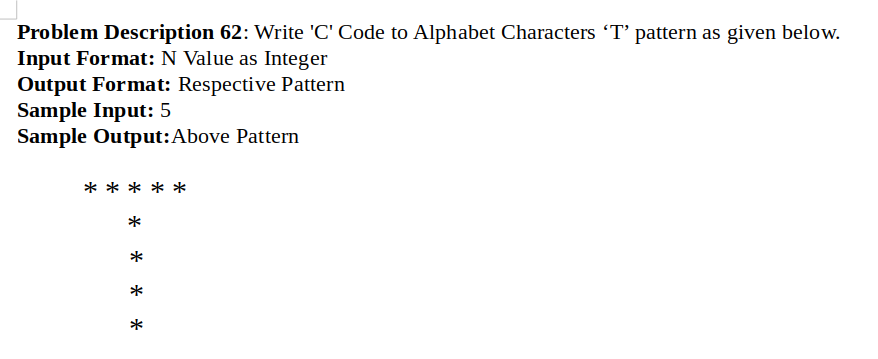 Problem Description 62: Write 'C' Code to Alphabet Characters ‘T’ pattern as given below.
Input Format: N Value as Integer
Output Format: Respective Pattern
Sample Input: 5
Sample Output:Above Pattern
* * * * *
*
*
*
*